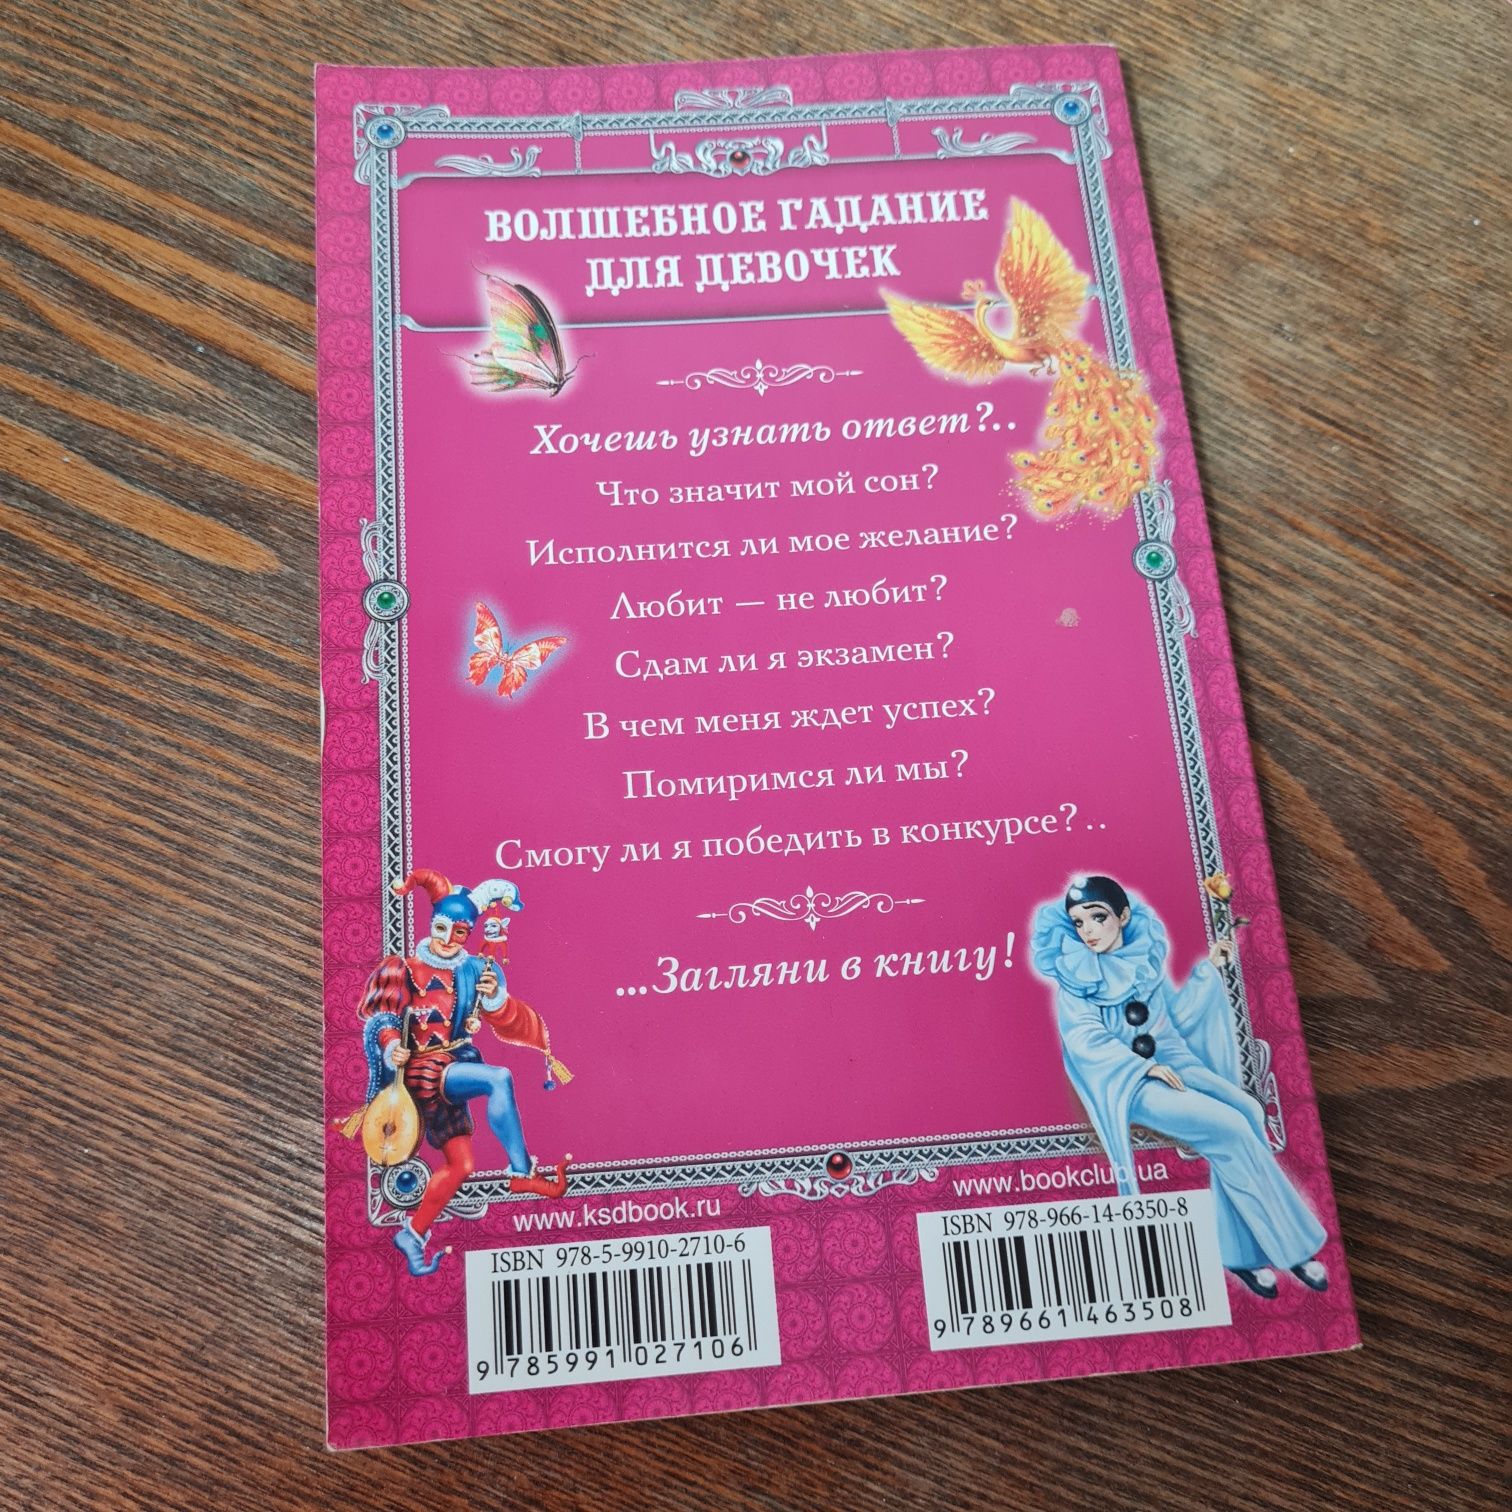 ВОЛШЕБНОЕ ГАДАНИЕ
ДЛЯ ДЕВОЧЕК
Хочешь узнать ответ?..
Что значит мой сон?
Исполнится ли мое желание?
Любит — не любит?
Сдам ли я экзамен?
В чем меня ждет успех?
Помиримся ли мы?
Смогу ли я победить в конкурсе?..
...Загляни в книгу!
www.ksdbook.ru
www.bookclub.ua
ISBN 978-5-9910-2710-6
9 785991 027106
ISBN 978-966-14-6350-8
9 789661 463508